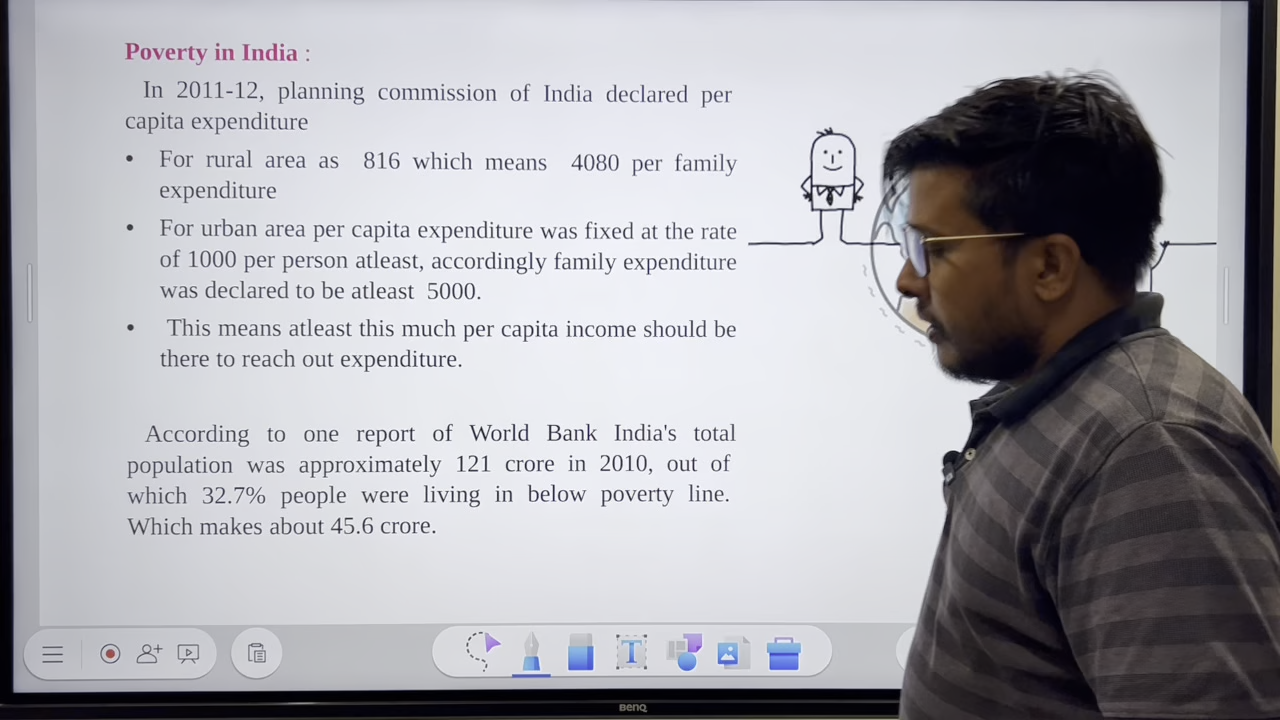 Poverty in India :
In 2011-12, planning commission of India declared per
capita expenditure
• For rural area as 816 which means 4080 per family
expenditure
• For urban area per capita expenditure was fixed at the rate
of 1000 per person atleast, accordingly family expenditure
was declared to be atleast 5000.
• This means atleast this much per capita income should be
there to reach out expenditure.
According to one report of World Bank India's total
population was approximately 121 crore in 2010, out of
which 32.7% people were living in below poverty line.
Which makes about 45.6 crore.
T
BenQ